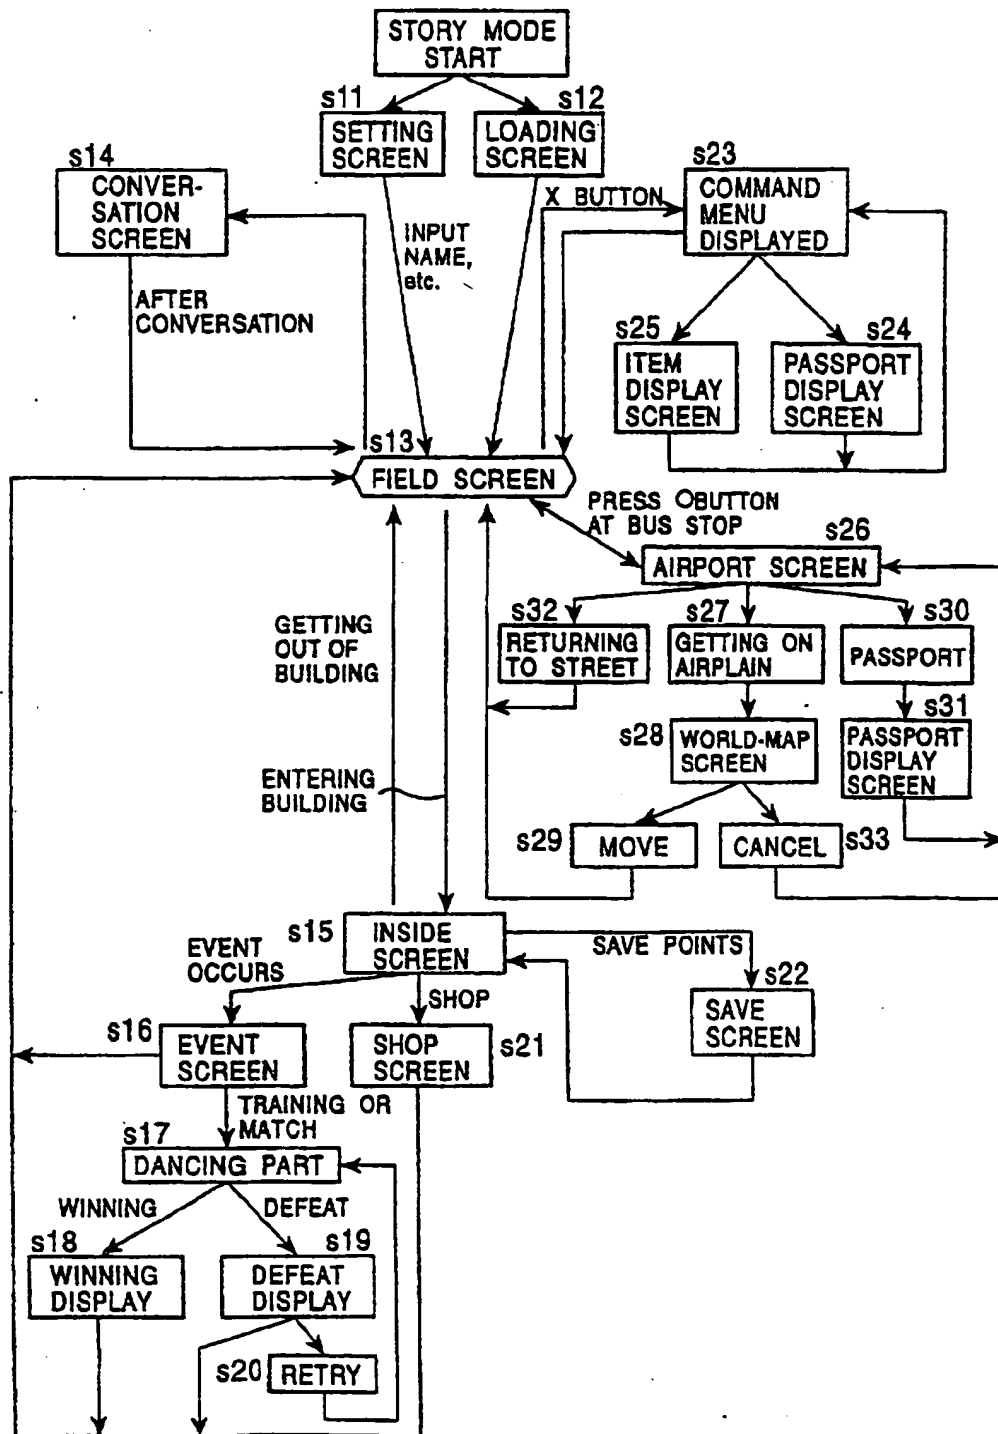 STORY MODE
START
s11
SETTING
SCREEN
s12
LOADING
SCREEN
s14
CONVER-
SATION
SCREEN
s23
COMMAND
MENU
DISPLAYED
X BUTTON
INPUT
NAME,
etc.
AFTER
CONVERSATION
s25
ITEM
DISPLAY
SCREEN
s24
PASSPORT
DISPLAY
SCREEN
s13
FIELD SCREEN
PRESS OBUTTON
AT BUS STOP
s26
AIRPORT SCREEN
s32
RETURNING
TO STREET
s27
GETTING ON
AIRPLAIN
s30
PASSPORT
GETTING
OUT OF
BUILDING
s28
WORLD-MAP
SCREEN
s31
PASSPORT
DISPLAY
SCREEN
ENTERING
BUILDING
s29
MOVE
CANCEL
s33
s15
INSIDE
SCREEN
SAVE POINTS
EVENT
OCCURS
SHOP
s22
SAVE
SCREEN
s16
EVENT
SCREEN
SHOP
SCREEN
s21
TRAINING OR
MATCH
s17
DANCING PART
WINNING
DEFEAT
s18
WINNING
DISPLAY
s19
DEFEAT
DISPLAY
s20
RETRY